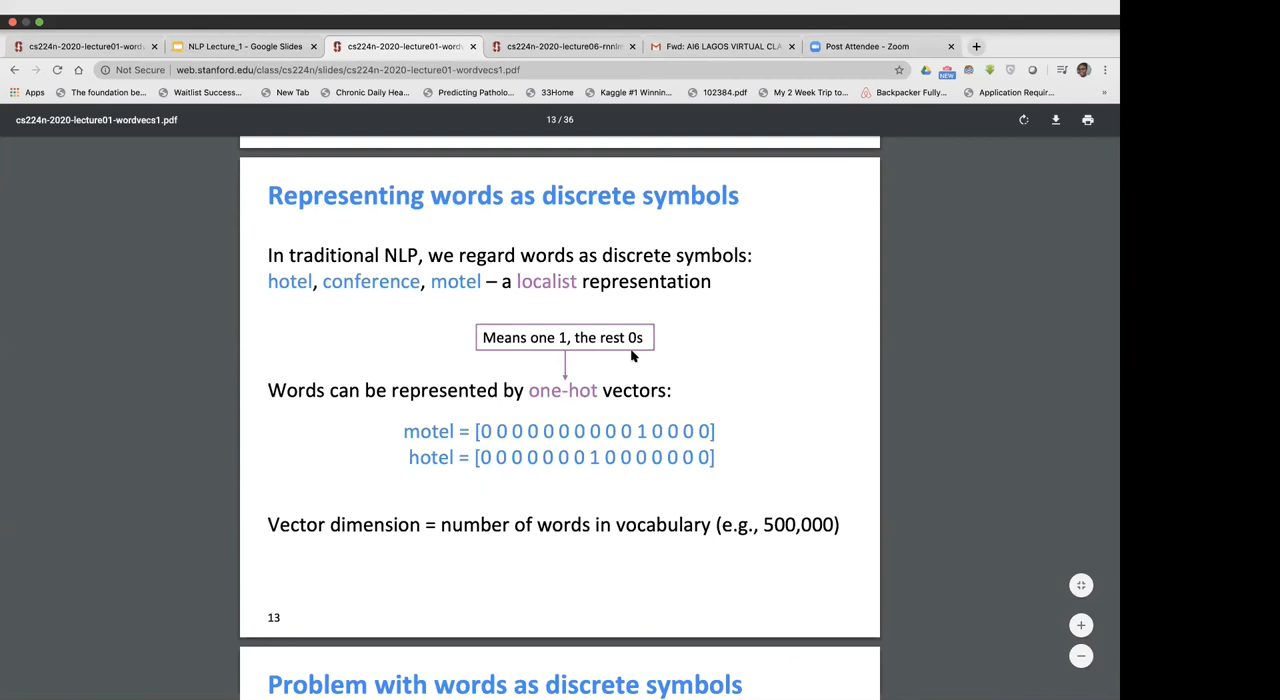 cs224n-2020-lecture01-word
NLP Lecture_1 - Google Slides
cs224n-2020-lecture01-wordv
cs224n-2020-lecture06-rnnlm
Fwd: AI6 LAGOS VIRTUAL CLA
Post Attendee - Zoom
Not Secure | web.stanford.edu/class/cs224n/slides/cs224n-2020-lecture01-wordvecs1.pdf
NEW
Apps
The foundation be...
Waitlist Success...
New Tab
Chronic Daily Hea...
Predicting Patholo...
33Home
Kaggle #1 Winnin...
102384.pdf
My 2 Week Trip to...
Backpacker Fully...
Application Requir...
»
cs224n-2020-lecture01-wordvecs1.pdf
13 / 36
Representing words as discrete symbols
In traditional NLP, we regard words as discrete symbols:
hotel, conference, motel – a localist representation
Means one 1, the rest 0s
Words can be represented by one-hot vectors:
motel = [0 0 0 0 0 0 0 0 0 0 1 0 0 0 0]
hotel = [0 0 0 0 0 0 0 1 0 0 0 0 0 0 0]
Vector dimension = number of words in vocabulary (e.g., 500,000)
13
Problem with words as discrete symbols